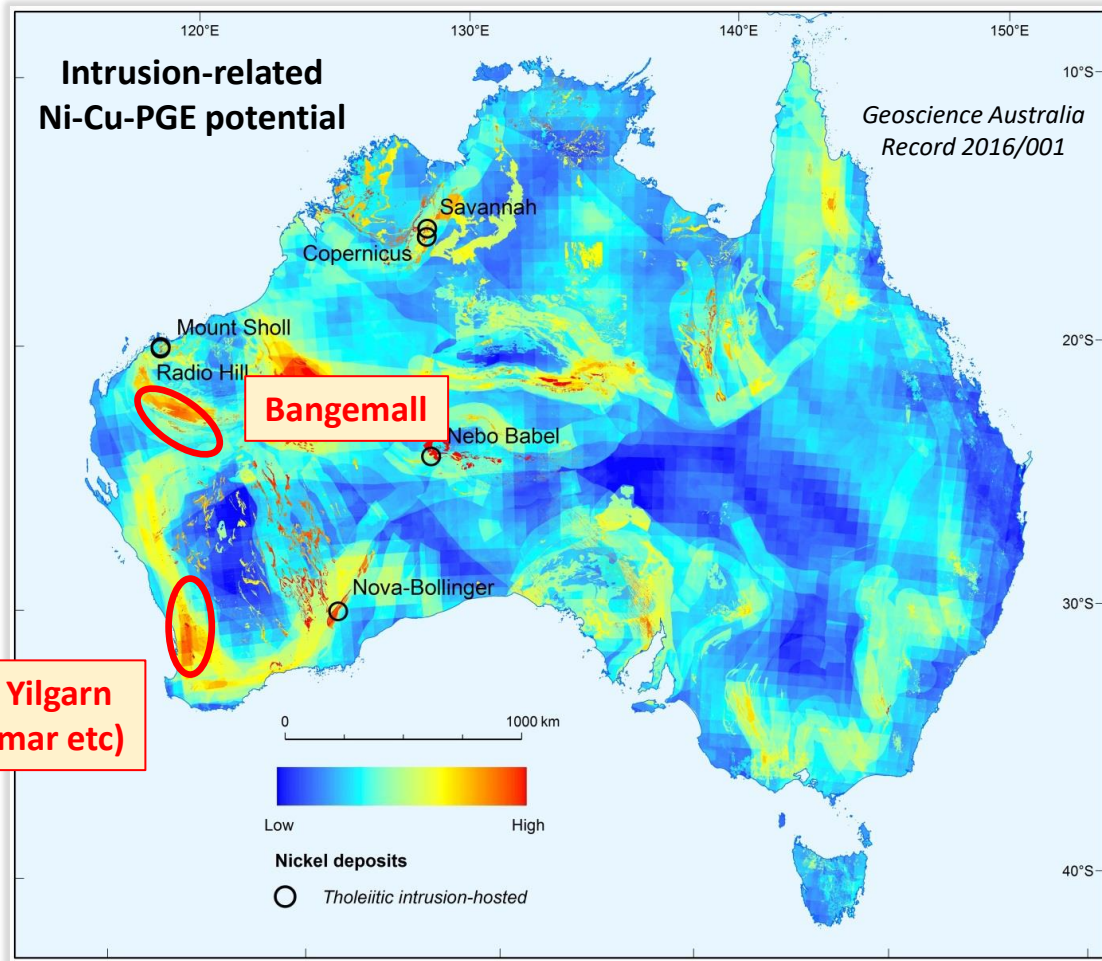 120°E
130°E
140°E
150°E
Intrusion-related
Ni-Cu-PGE potential
10°S
Geoscience Australia
Record 2016/001
Savannah
Copernicus
Mount Sholl
20°S
Radio Hill
Bangemall
Nebo Babel
Nova-Bollinger
30°S
Yilgarn
mar etc)
0
1000 km
Low
High
Nickel deposits
Tholeiitic intrusion-hosted
40°S